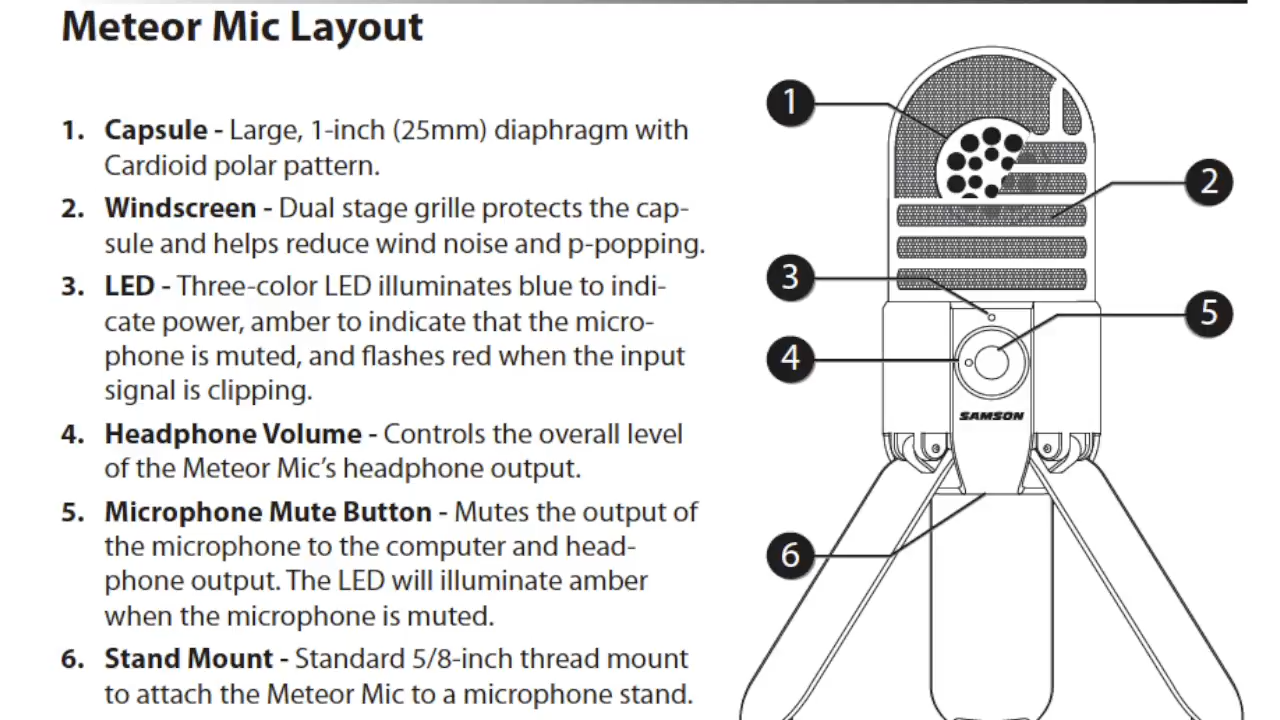 Meteor Mic Layout
1. Capsule - Large, 1-inch (25mm) diaphragm with
Cardioid polar pattern.
2. Windscreen - Dual stage grille protects the cap-
sule and helps reduce wind noise and p-popping.
3. LED - Three-color LED illuminates blue to indi-
cate power, amber to indicate that the micro-
phone is muted, and flashes red when the input
signal is clipping.
4. Headphone Volume - Controls the overall level
of the Meteor Mic’s headphone output.
5. Microphone Mute Button - Mutes the output of
the microphone to the computer and head-
phone output. The LED will illuminate amber
when the microphone is muted.
6. Stand Mount - Standard 5/8-inch thread mount
to attach the Meteor Mic to a microphone stand.
1
2
3
5
4
SAMSON
6